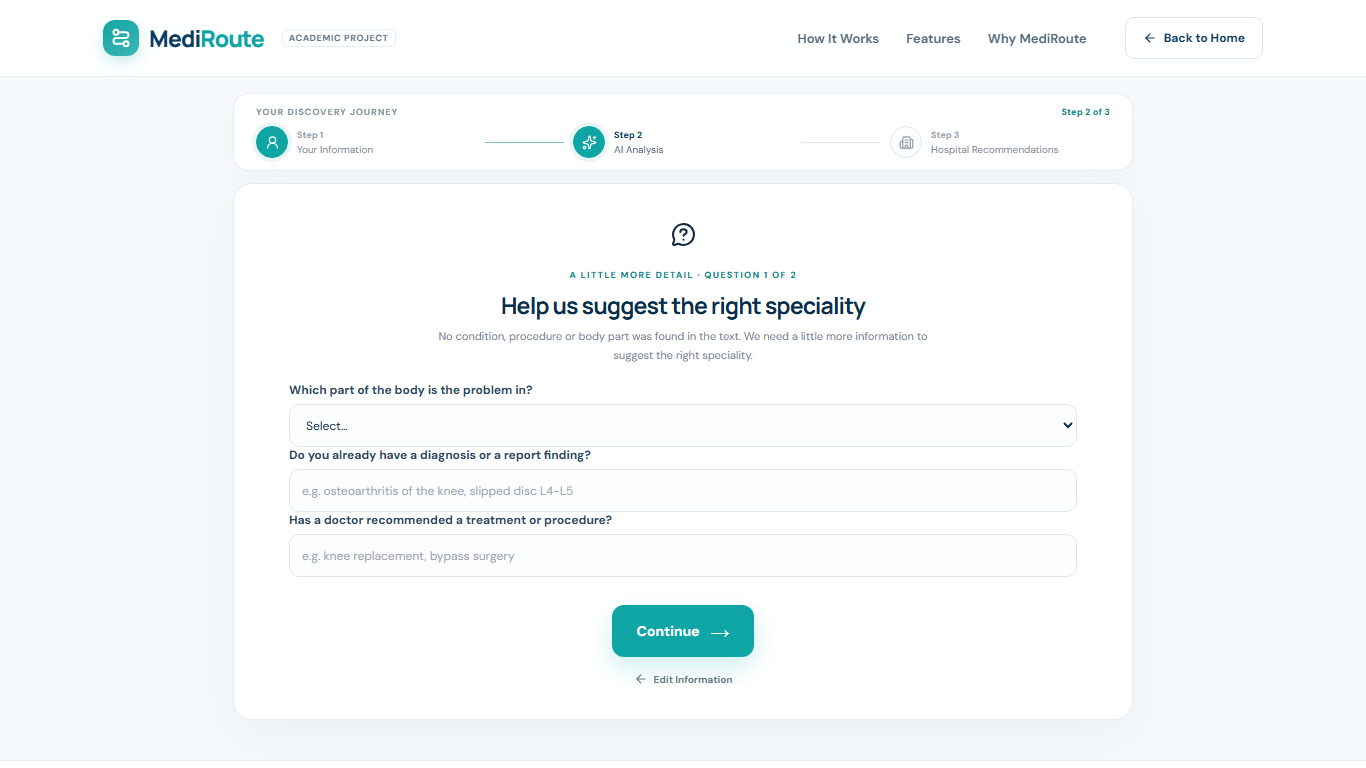 MediRoute
ACADEMIC PROJECT
How It Works
Features
Why MediRoute
← Back to Home
YOUR DISCOVERY JOURNEY
Step 2 of 3
Step 1
Your Information
Step 2
AI Analysis
Step 3
Hospital Recommendations
A LITTLE MORE DETAIL · QUESTION 1 OF 2
Help us suggest the right speciality
No condition, procedure or body part was found in the text. We need a little more information to
suggest the right speciality.
Which part of the body is the problem in?
Select…
Do you already have a diagnosis or a report finding?
e.g. osteoarthritis of the knee, slipped disc L4–L5
Has a doctor recommended a treatment or procedure?
e.g. knee replacement, bypass surgery
Continue →
← Edit Information